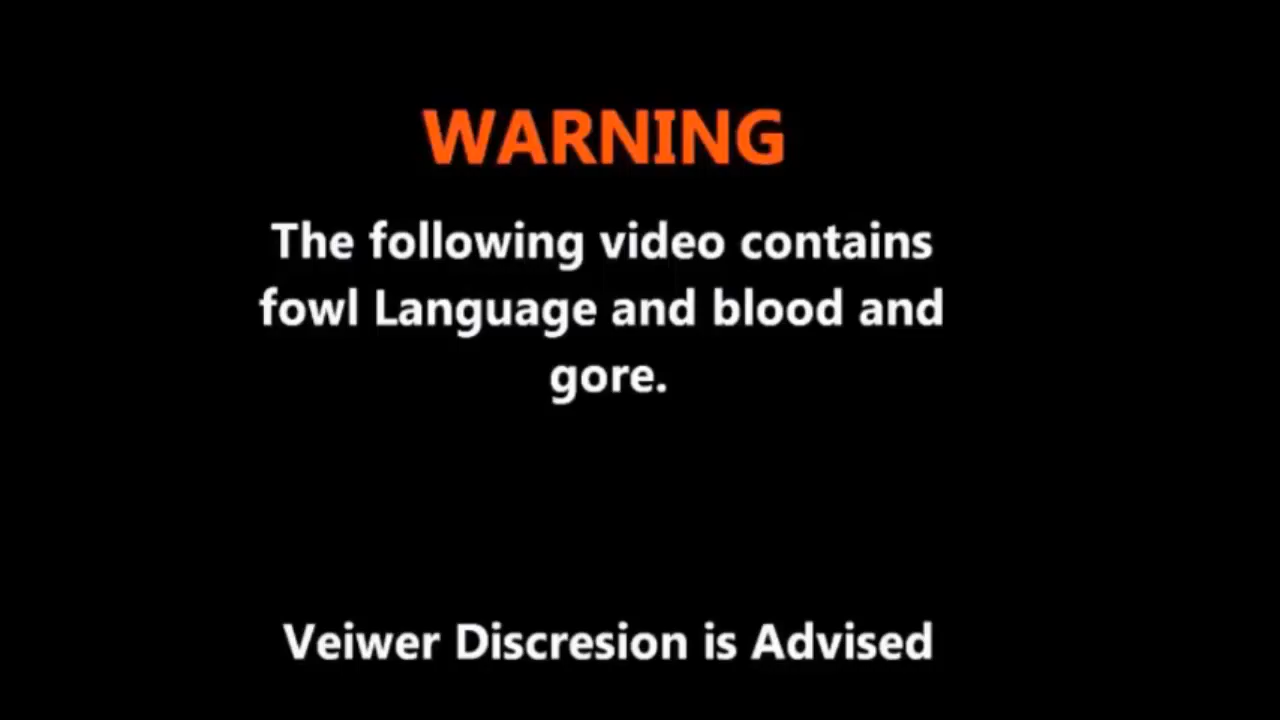 WARNING
The following video contains
fowl Language and blood and
gore.
Veiwer Discresion is Advised